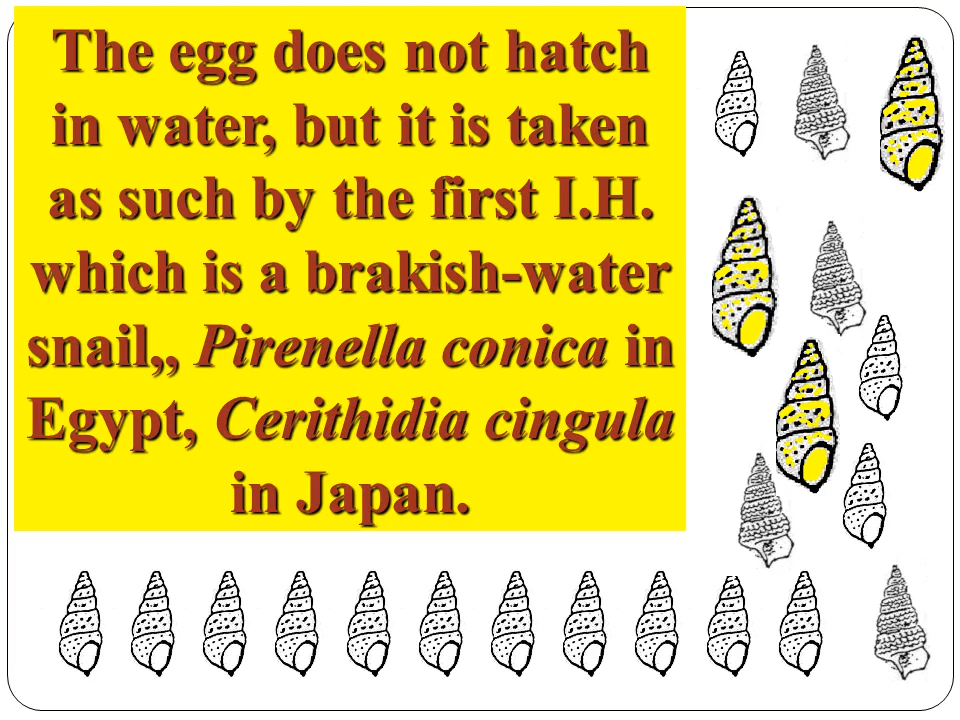 The egg does not hatch
in water, but it is taken
as such by the first I.H.
which is a brakish-water
snail,, Pirenella conica in
Egypt, Cerithidia cingula
in Japan.